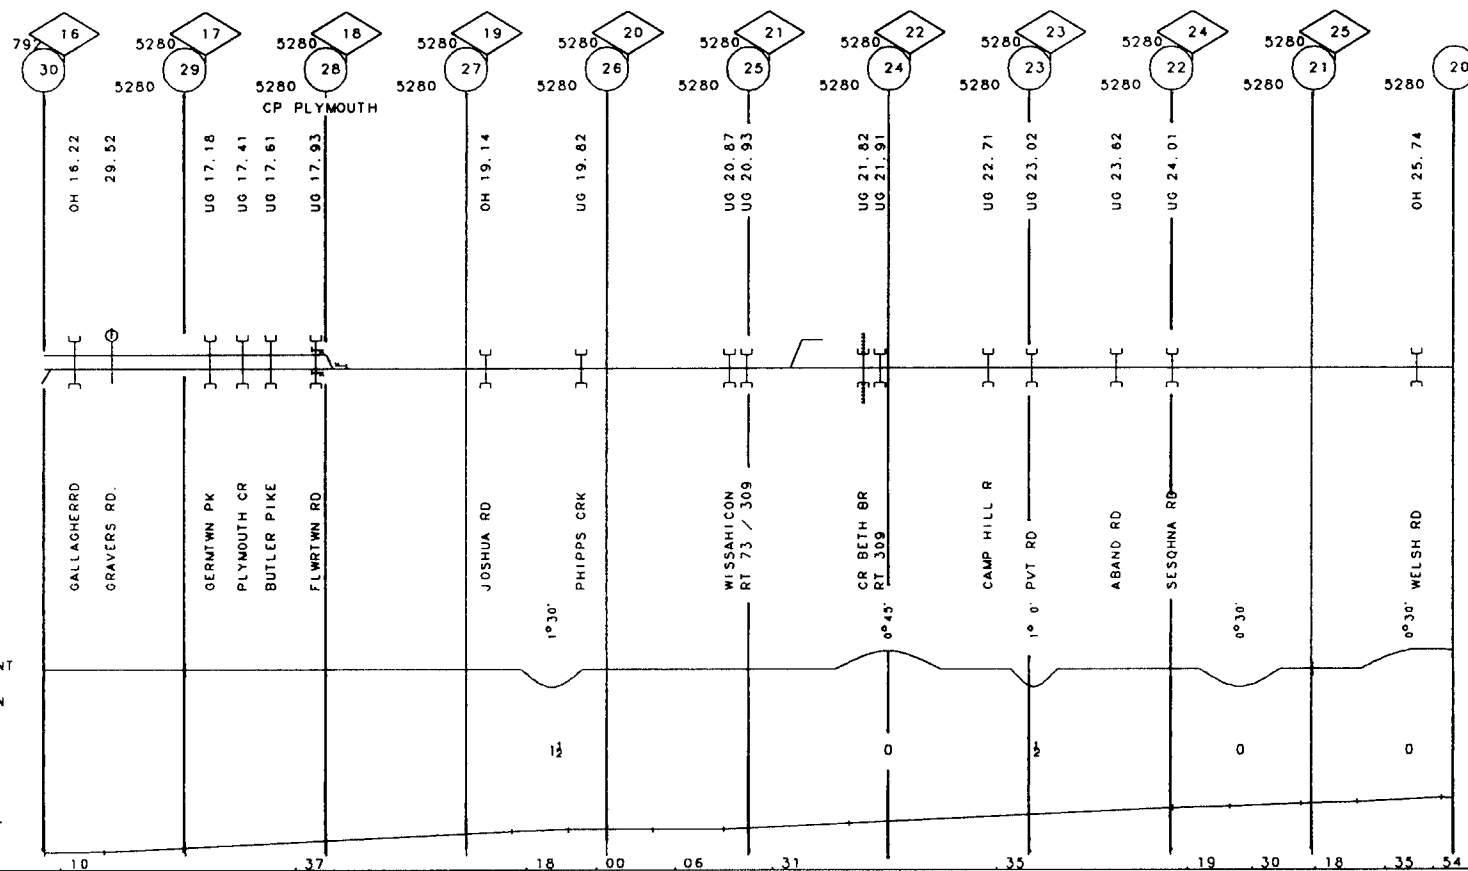 16 17 18 19 20 21 22 23 24 25
5280 5280 5280 5280 5280 5280 5280 5280 5280
30 29 28 27 26 25 24 23 22 21 20
5280 5280 5280 5280 5280 5280 5280 5280 5280 5280
CP PLYMOUTH
OH 16.22
29.52
UG 17.18
UG 17.41
UG 17.61
UG 17.93
OH 19.14
UG 19.82
UG 20.87
UG 20.93
UG 21.82
UG 21.91
UG 22.71
UG 23.02
UG 23.62
UG 24.01
OH 25.74
GALLAGHERRD
GRAVERS RD.
GERMTWN PK
PLYMOUTH CR
BUTLER PIKE
FLWRTWN RD
JOSHUA RD
PHIPPS CRK
WISSAHICON
RT 73 / 309
CR BETH BR
RT 309
CAMP HILL R
PVT RD
ABAND RD
SESQHNA RD
WELSH RD
1°30' 0°45' 1°0' 0°30' 0°30'
NT
N
1½ 0 ½ 0 0
.10 .37 .18 .00 .06 .31 .35 .19 .30 .18 .35 .54